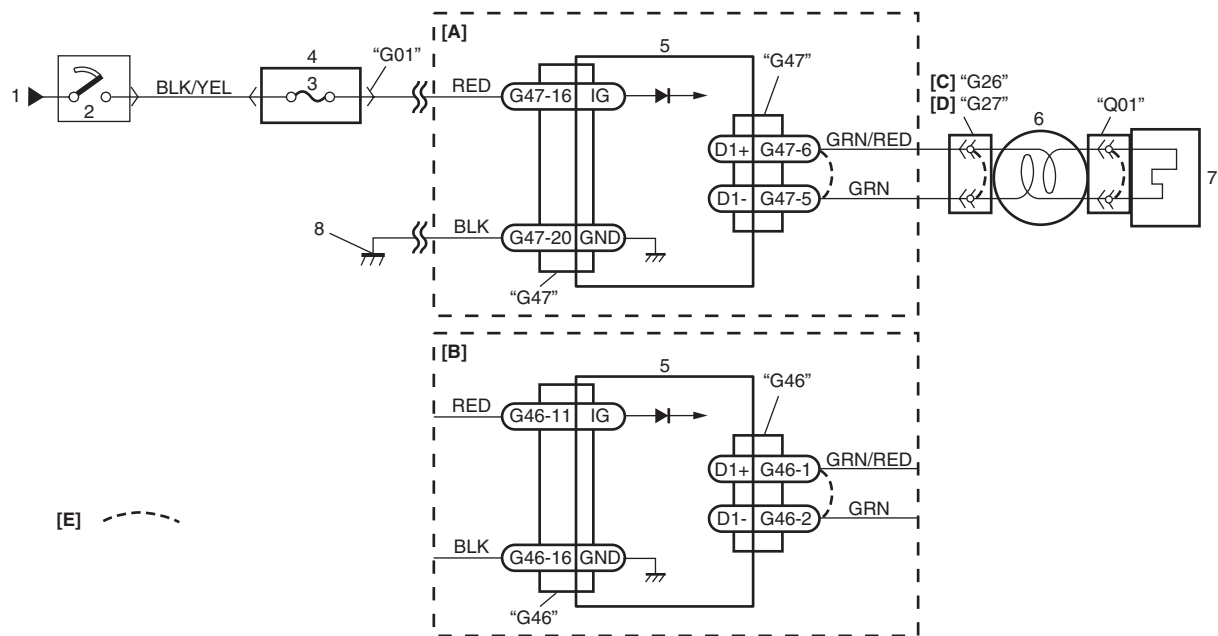 [A]
5
4
"G01"
"G47"
1
2
BLK/YEL
3
RED
G47-16 IG
[C] "G26"
[D] "G27"
6
"Q01"
D1+ G47-6
GRN/RED
7
D1- G47-5
GRN
8
BLK
G47-20 GND
"G47"
[B]
5
"G46"
RED
G46-11 IG
D1+ G46-1
GRN/RED
[E]
D1- G46-2
GRN
BLK
G46-16 GND
"G46"